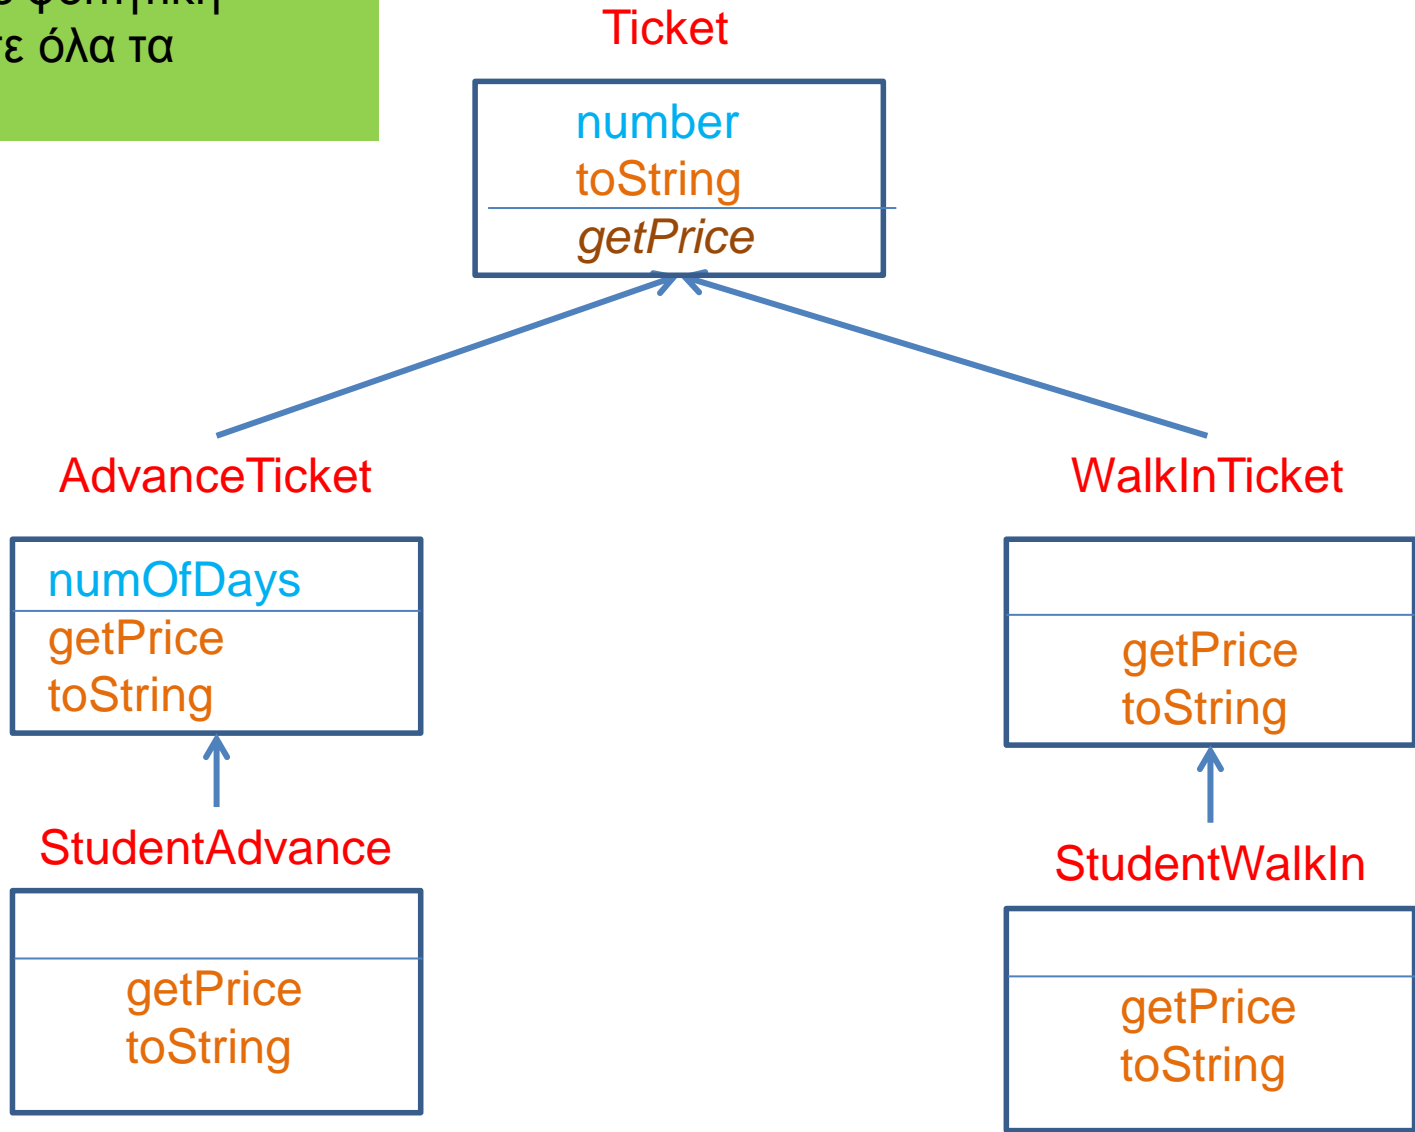 σε όλα τα
Ticket
number
toString
getPrice
AdvanceTicket
numOfDays
getPrice
toString
WalkInTicket
getPrice
toString
StudentAdvance
getPrice
toString
StudentWalkIn
getPrice
toString